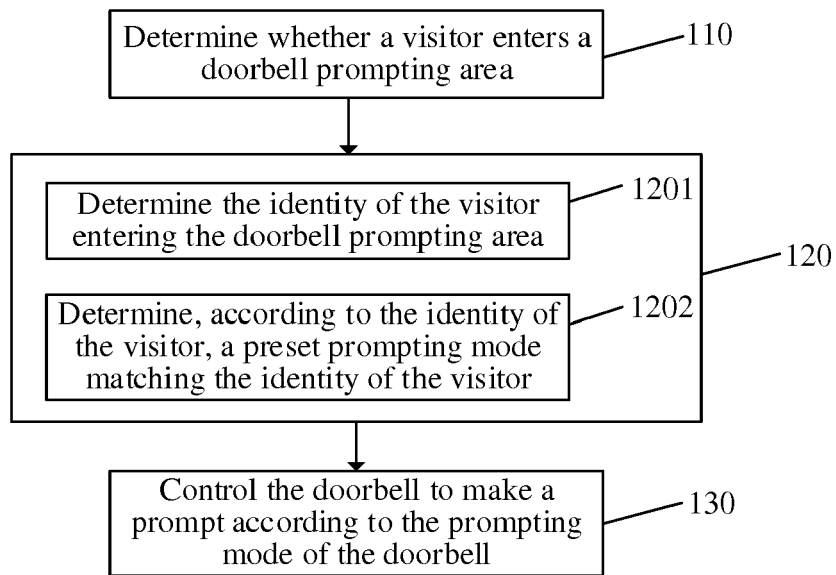 Determine whether a visitor enters a
doorbell prompting area
110
Determine the identity of the visitor
entering the doorbell prompting area
1201
120
Determine, according to the identity of
the visitor, a preset prompting mode
matching the identity of the visitor
1202
Control the doorbell to make a
prompt according to the prompting
mode of the doorbell
130